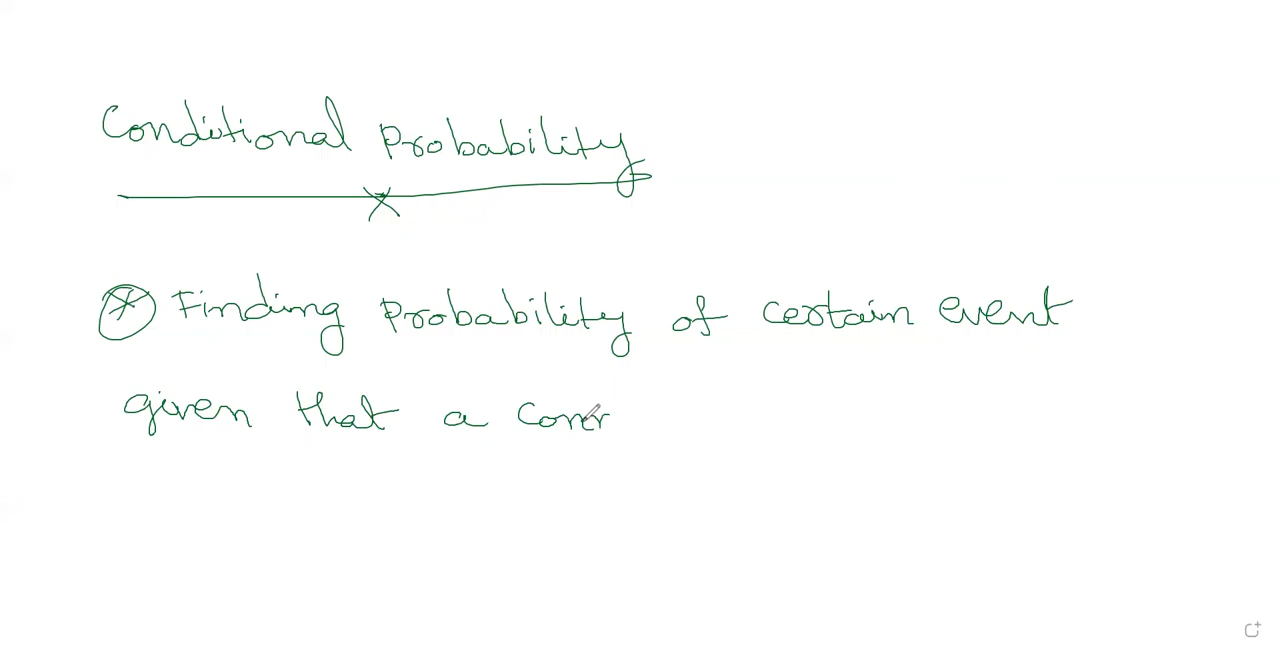 Conditional Probability
Finding probability of certain event
given that a